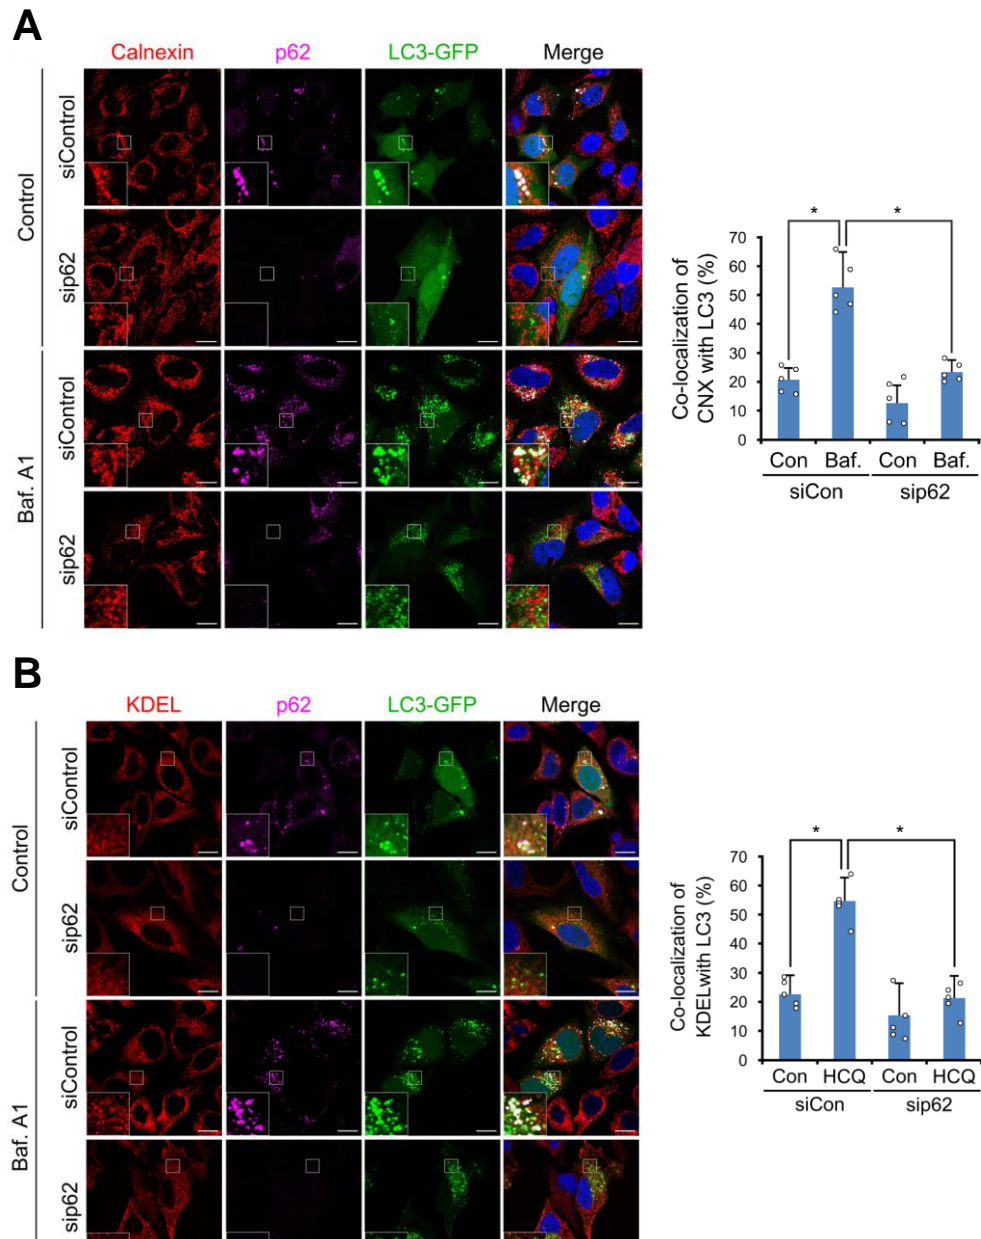 A
Calnexin p62 LC3-GFP Merge
Control
siControl
sip62
Baf. A1
siControl
sip62
Co-localization of
CNX with LC3 (%)
70
60
50
40
30
20
10
0
* *
Con Baf. Con Baf.
siCon sip62
B
KDEL p62 LC3-GFP Merge
Control
siControl
sip62
Baf. A1
siControl
sip62
Co-localization of
KDELwith LC3 (%)
70
60
50
40
30
20
10
0
* *
Con HCQ Con HCQ
siCon sip62